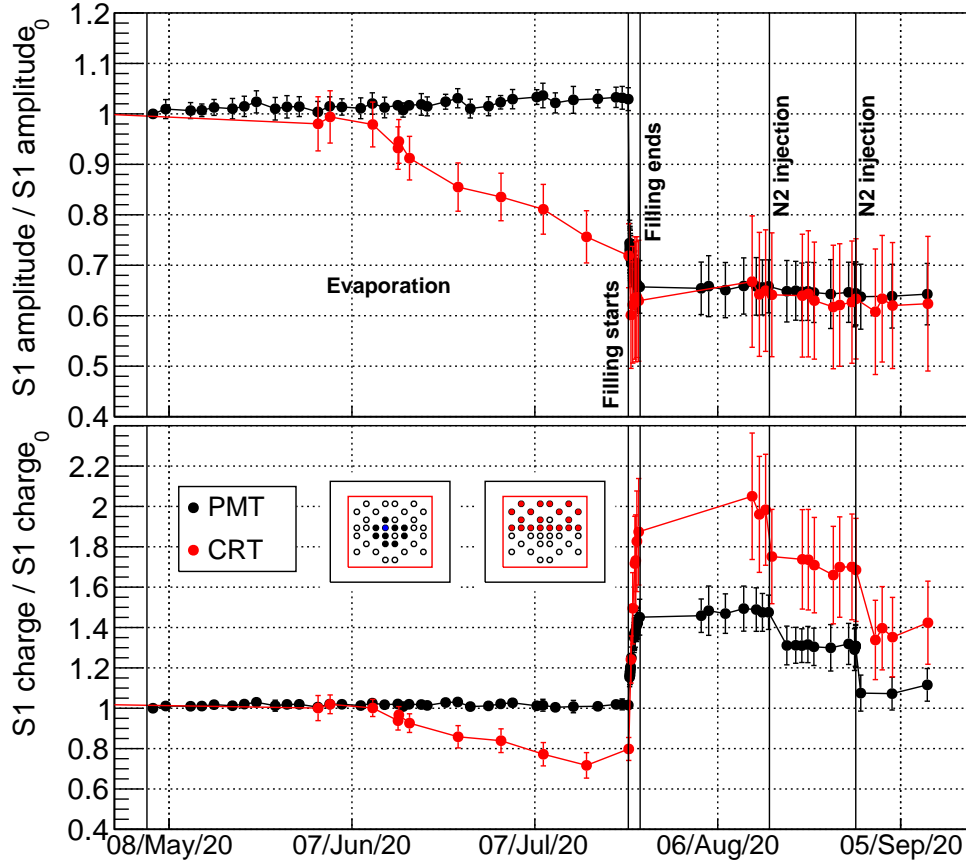 S1 amplitude / S1 amplitude0
1.2
1.1
1
0.9
0.8
0.7
0.6
0.5
0.4
Evaporation
Filling starts
Filling ends
N2 injection
N2 injection
S1 charge / S1 charge0
2.2
2
1.8
1.6
1.4
1.2
1
0.8
0.6
0.4
PMT
CRT
08/May/20 07/Jun/20 07/Jul/20 06/Aug/20 05/Sep/20